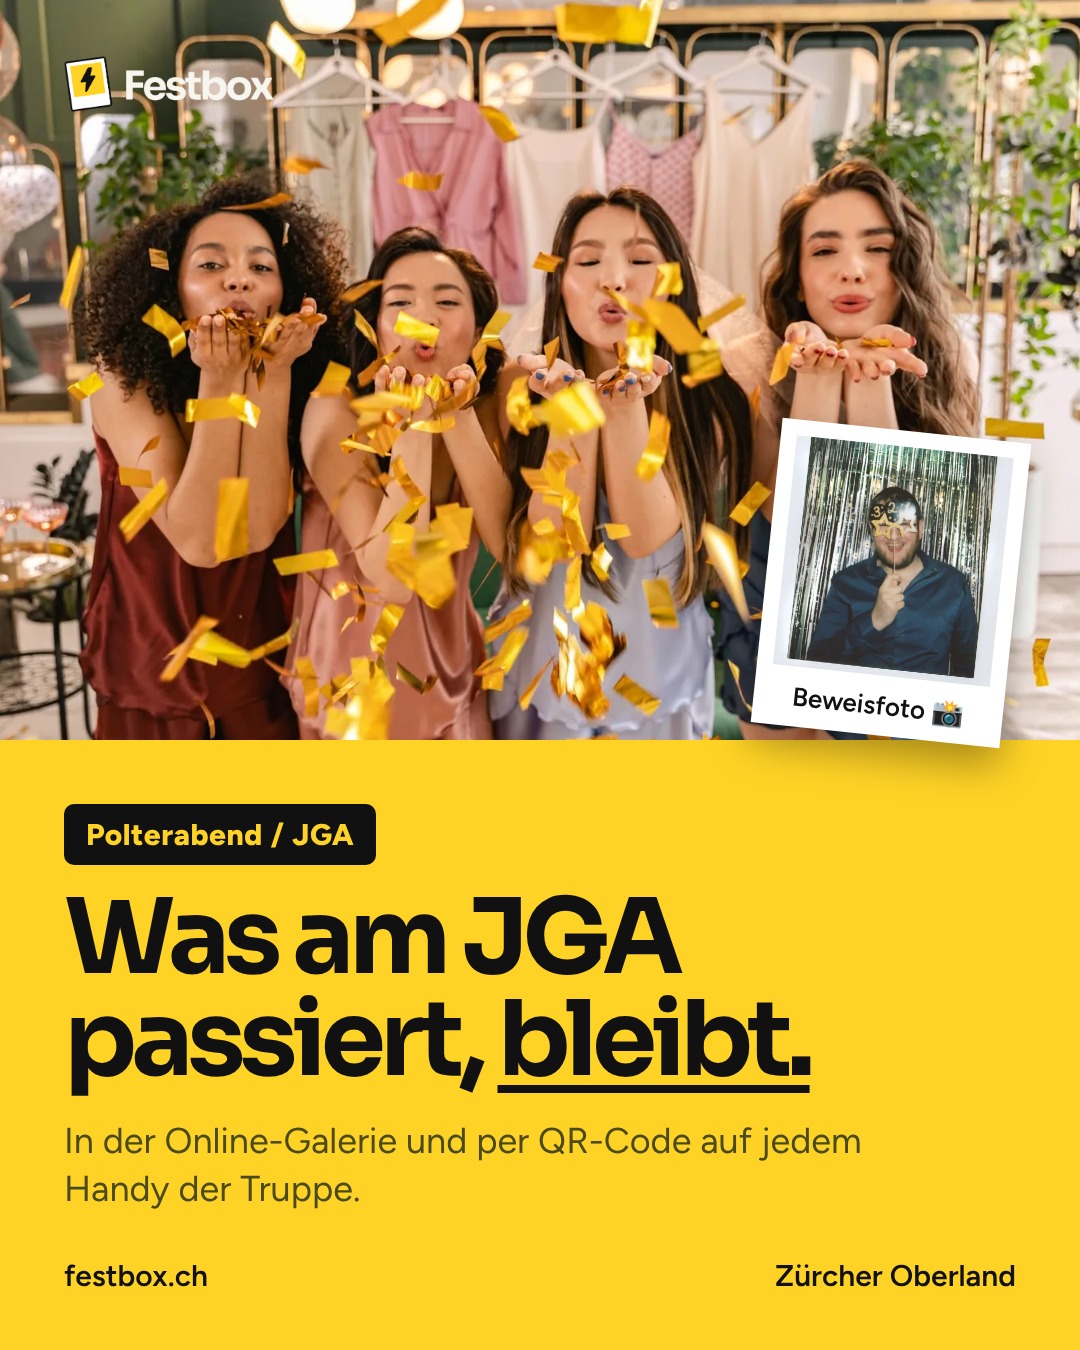 Festbox
Beweisfoto 📸
Polterabend / JGA
Was am JGA
passiert, bleibt.
In der Online-Galerie und per QR-Code auf jedem
Handy der Truppe.
festbox.ch
Zürcher Oberland